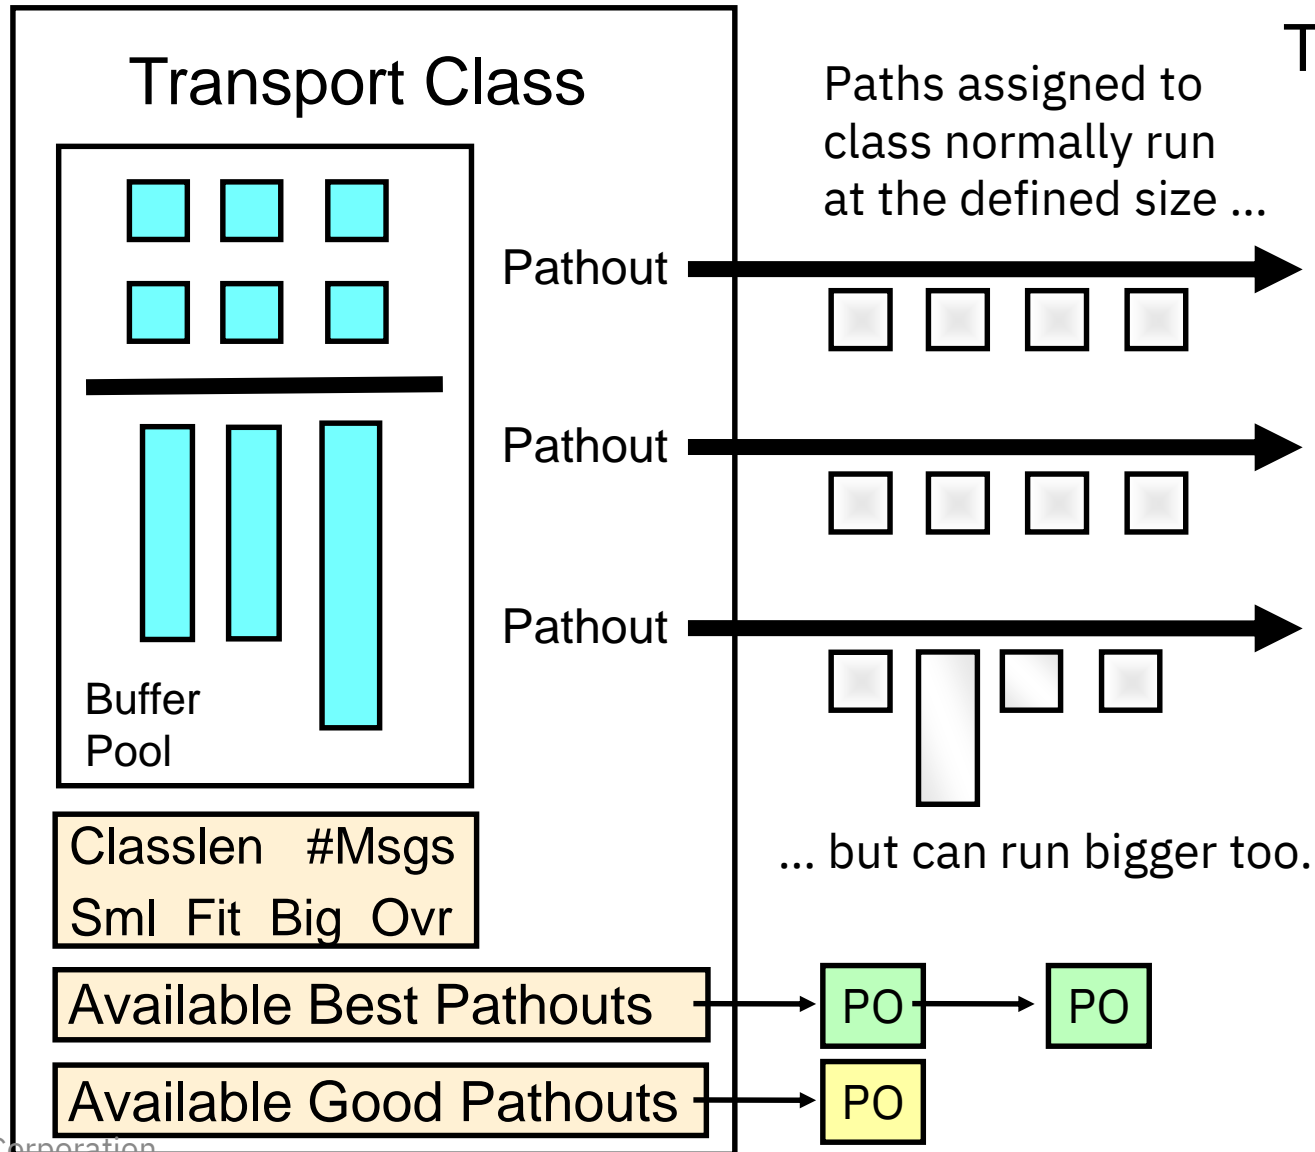 Transport Class
T
Paths assigned to
class normally run
at the defined size ...
Pathout
Pathout
Pathout
Buffer
Pool
... but can run bigger too.
Classlen #Msgs
Sml Fit Big Ovr
Available Best Pathouts
PO
PO
Available Good Pathouts
PO
Corporation